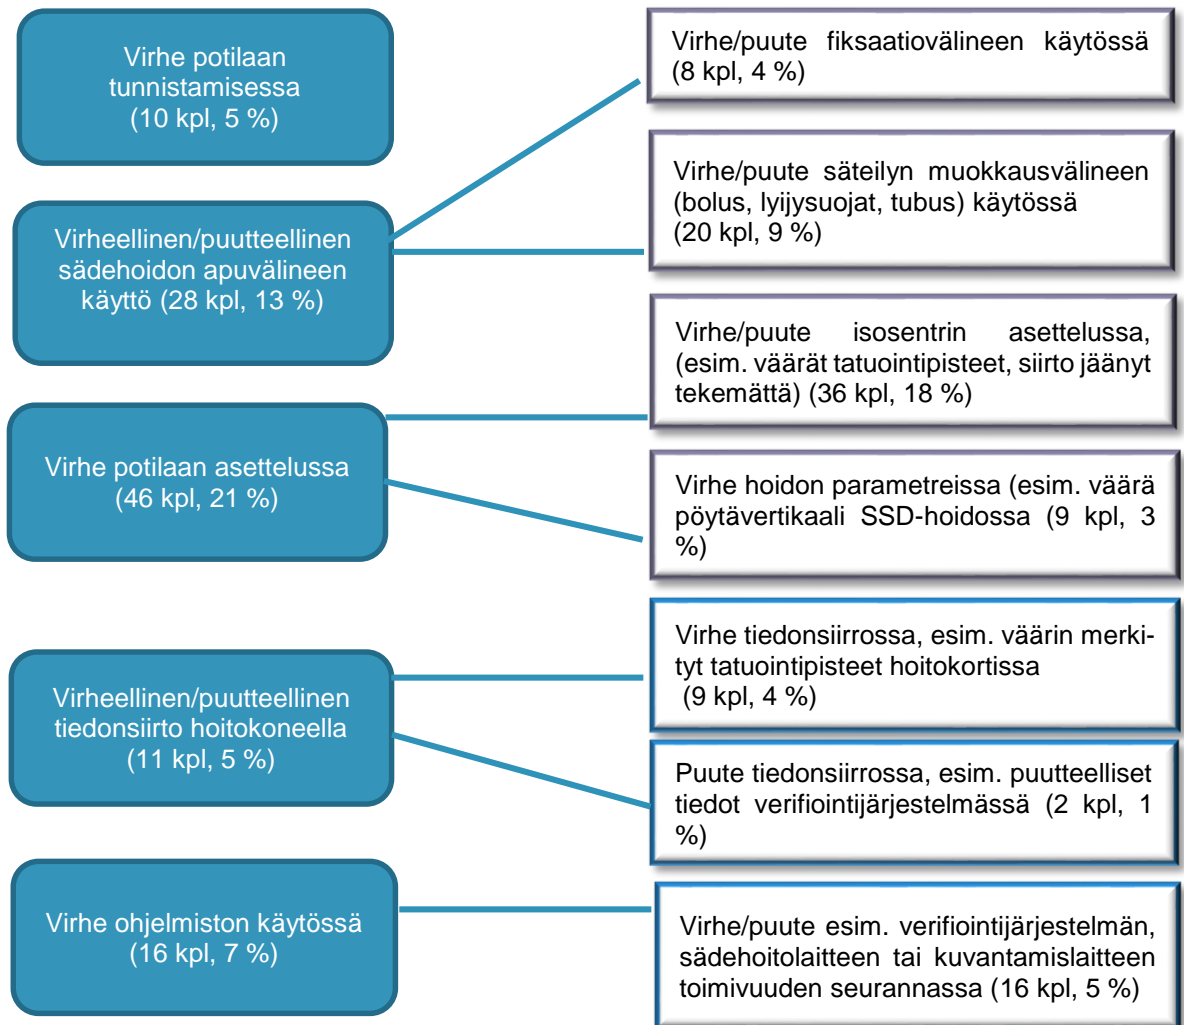 Virhe potilaan
tunnistamisessa
(10 kpl, 5 %)
Virheellinen/puutteellinen
sädehoidon apuvälineen
käyttö (28 kpl, 13 %)
Virhe potilaan asettelussa
(46 kpl, 21 %)
Virheellinen/puutteellinen
tiedonsiirto hoitokoneella
(11 kpl, 5 %)
Virhe ohjelmiston käytössä
(16 kpl, 7 %)
Virhe/puute fiksaatiovälineen käytössä
(8 kpl, 4 %)
Virhe/puute säteilyn muokkausvälineen
(bolus, lyijysuojat, tubus) käytössä
(20 kpl, 9 %)
Virhe/puute isosentrin asettelussa,
(esim. väärät tatuointipisteet, siirto jäänyt
tekemättä) (36 kpl, 18 %)
Virhe hoidon parametreissa (esim. väärä
pöytävertikaali SSD-hoidossa (9 kpl, 3
%)
Virhe tiedonsiirrossa, esim. väärin merki-
tyt tatuointipisteet hoitokortissa
(9 kpl, 4 %)
Puute tiedonsiirrossa, esim. puutteelliset
tiedot verifiointijärjestelmässä (2 kpl, 1
%)
Virhe/puute esim. verifiointijärjestelmän,
sädehoitolaitteen tai kuvantamislaitteen
toimivuuden seurannassa (16 kpl, 5 %)